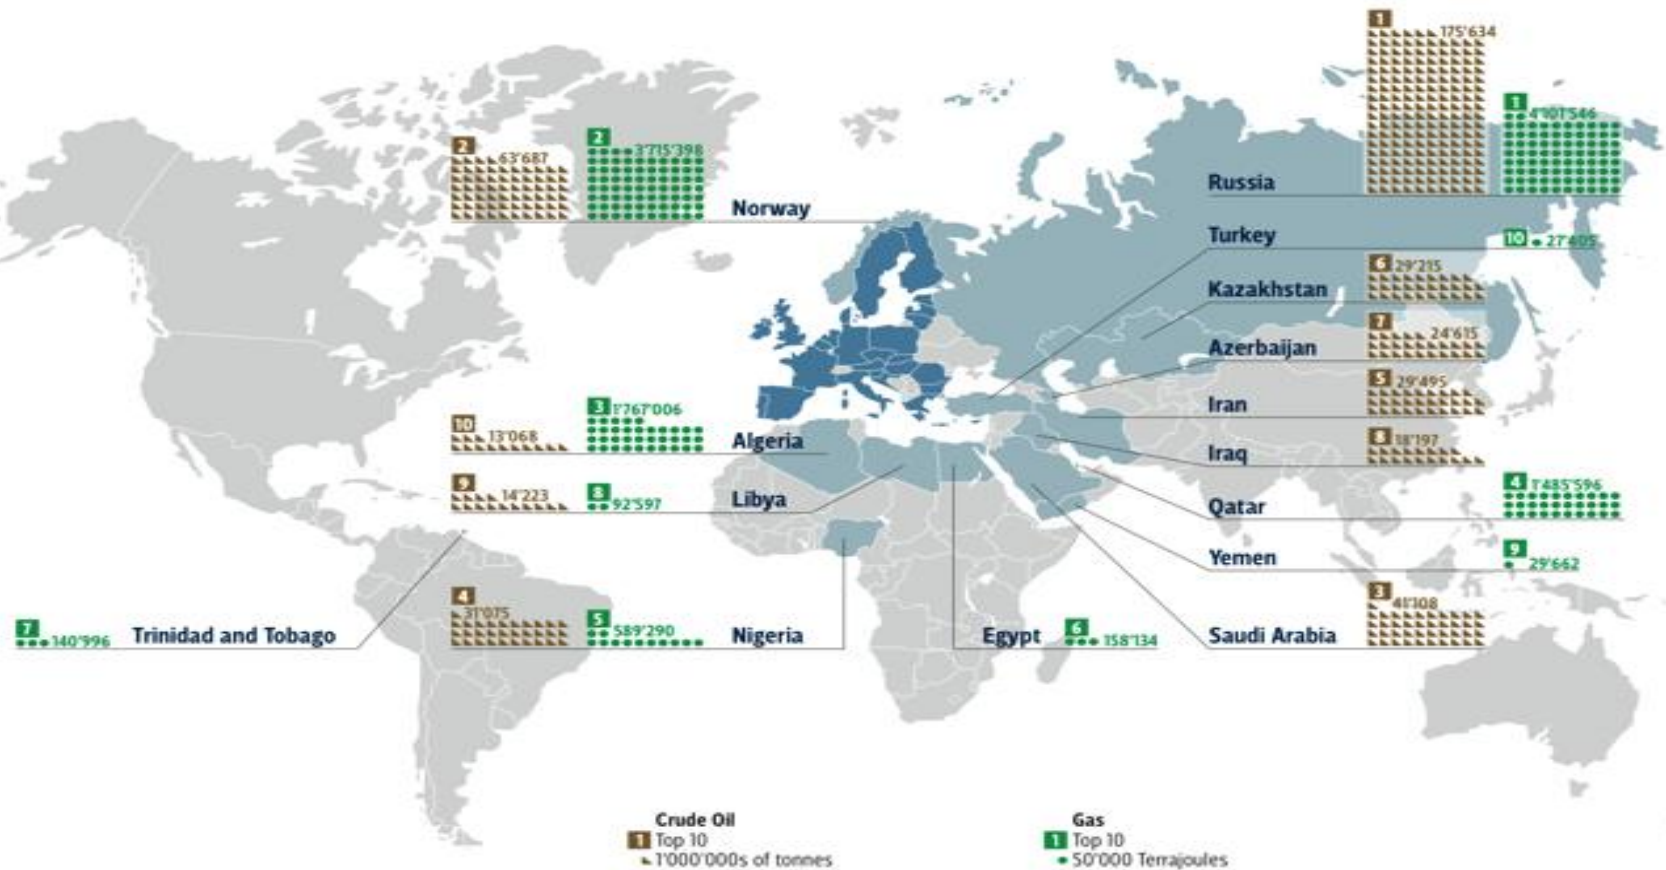 1
175'634
1
4'101'546
Russia
2
63'687
2
3'715'398
Norway
Turkey
10
27'405
6
29'215
Kazakhstan
7
24'615
Azerbaijan
5
29'495
Iran
10
13'068
3
1'767'006
Algeria
8
18'197
Iraq
9
14'223
8
92'597
Libya
4
1'485'596
Qatar
9
29'662
Yemen
7
140'996
Trinidad and Tobago
4
31'075
5
589'290
Nigeria
Egypt
6
158'134
Saudi Arabia
3
41'108
Crude Oil
1 Top 10
1'000'000s of tonnes
Gas
1 Top 10
50'000 Terrajoules